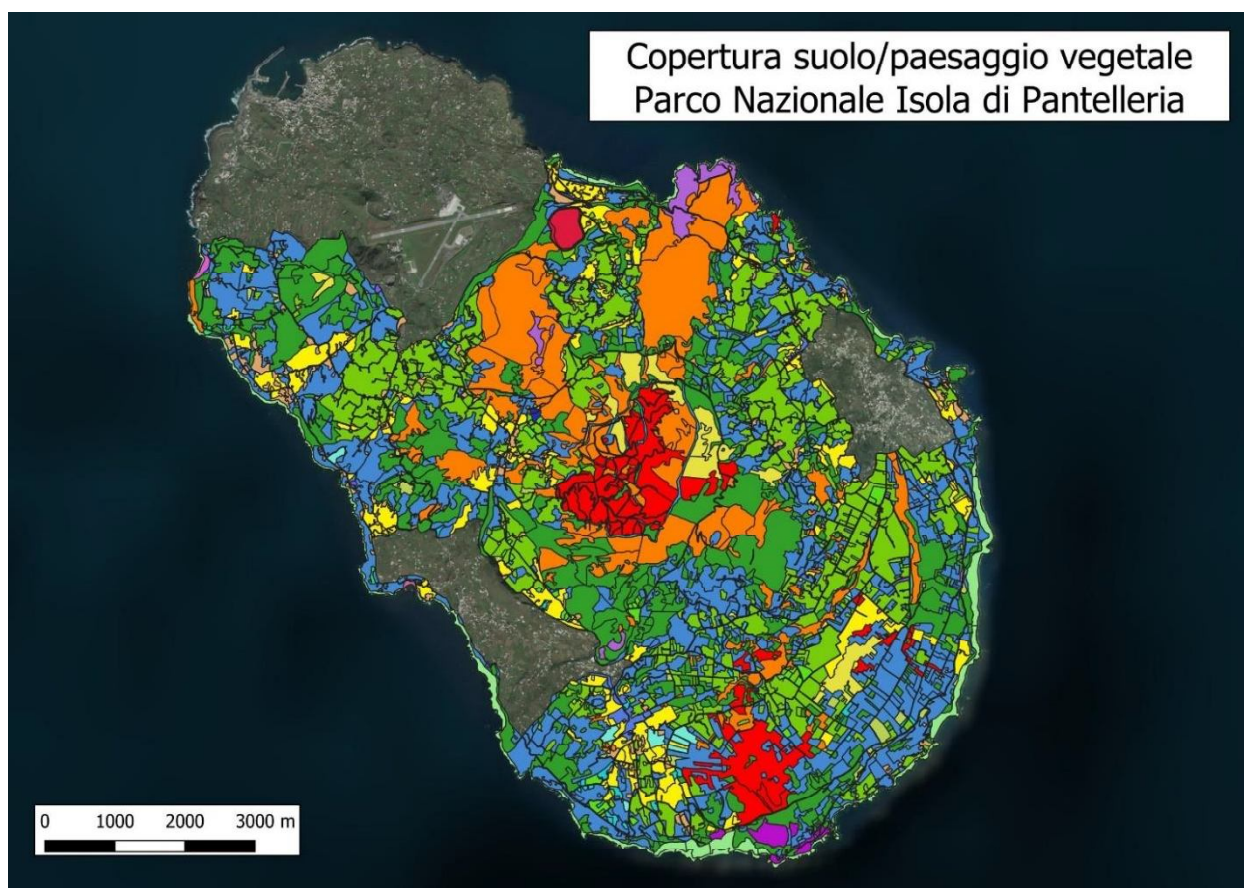 Copertura suolo/paesaggio vegetale
Parco Nazionale Isola di Pantelleria
0 1000 2000 3000 m